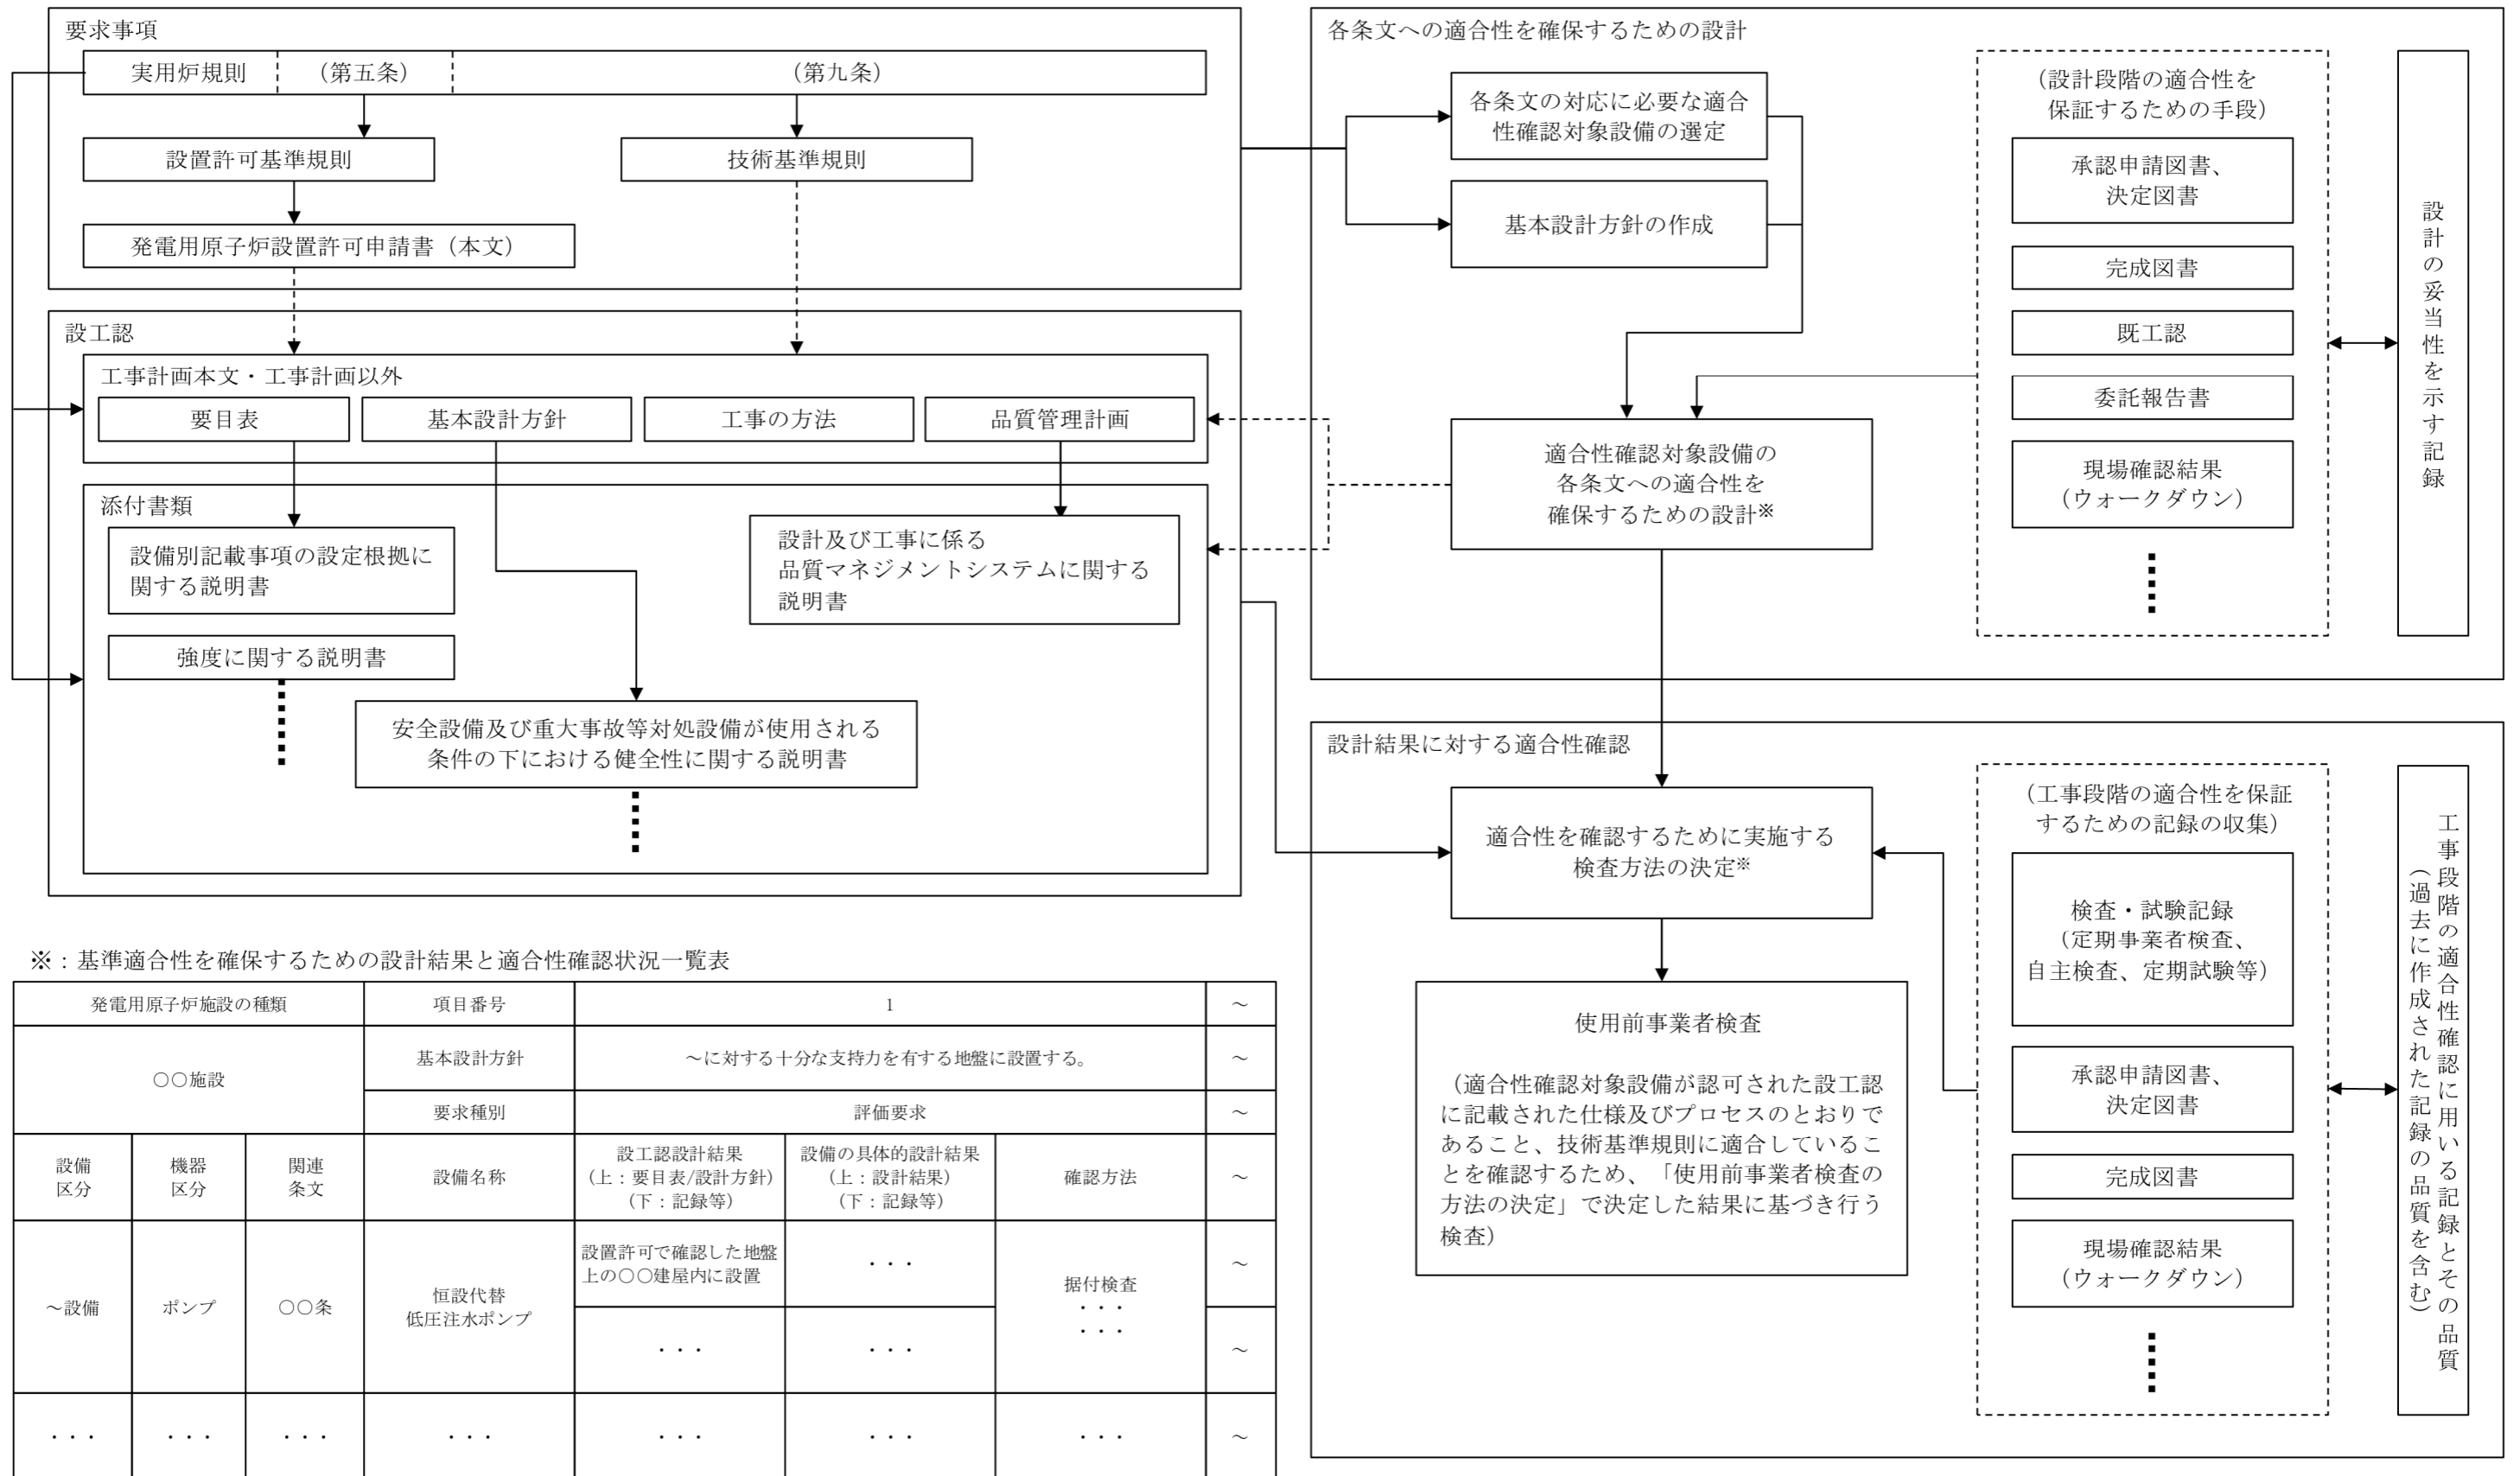 要求事項
実用炉規則
(第五条)
(第九条)
設置許可基準規則
技術基準規則
発電用原子炉設置許可申請書(本文)
設工認
工事計画本文・工事計画以外
要目表
基本設計方針
工事の方法
品質管理計画
添付書類
設備別記載事項の設定根拠に
関する説明書
設計及び工事に係る
品質マネジメントシステムに関する
説明書
強度に関する説明書
安全設備及び重大事故等対処設備が使用される
条件の下における健全性に関する説明書
各条文への適合性を確保するための設計
各条文の対応に必要な適合
性確認対象設備の選定
基本設計方針の作成
適合性確認対象設備の
各条文への適合性を
確保するための設計※
(設計段階の適合性を
保証するための手段)
承認申請図書、
決定図書
完成図書
既工認
委託報告書
現場確認結果
(ウォークダウン)
設計の妥当性を示す記録
設計結果に対する適合性確認
適合性を確認するために実施する
検査方法の決定※
使用前事業者検査
(適合性確認対象設備が認可された設工認
に記載された仕様及びプロセスのとおりで
あること、技術基準規則に適合しているこ
とを確認するため、「使用前事業者検査の
方法の決定」で決定した結果に基づき行う
検査)
(工事段階の適合性を保証
するための記録の収集)
検査・試験記録
(定期事業者検査、
自主検査、定期試験等)
承認申請図書、
決定図書
完成図書
現場確認結果
(ウォークダウン)
工事段階の適合性確認に用いる記録とその品質
(過去に作成された記録の品質を含む)
※:基準適合性を確保するための設計結果と適合性確認状況一覧表
発電用原子炉施設の種類 項目番号 1 ～
〇〇施設
基本設計方針 ～に対する十分な支持力を有する地盤に設置する。 ～
要求種別 評価要求 ～
設備
区分
機器
区分
関連
条文
設備名称
設工認設計結果
(上:要目表/設計方針)
(下:記録等)
設備の具体的設計結果
(上:設計結果)
(下:記録等)
確認方法
～
～設備
ポンプ
〇〇条
恒設代替
低圧注水ポンプ
設置許可で確認した地盤
上の〇〇建屋内に設置
・・・
据付検査
・・・
・・・
～
・・・ ・・・ ～
・・・ ・・・ ・・・ ・・・ ・・・ ・・・ ・・・ ～